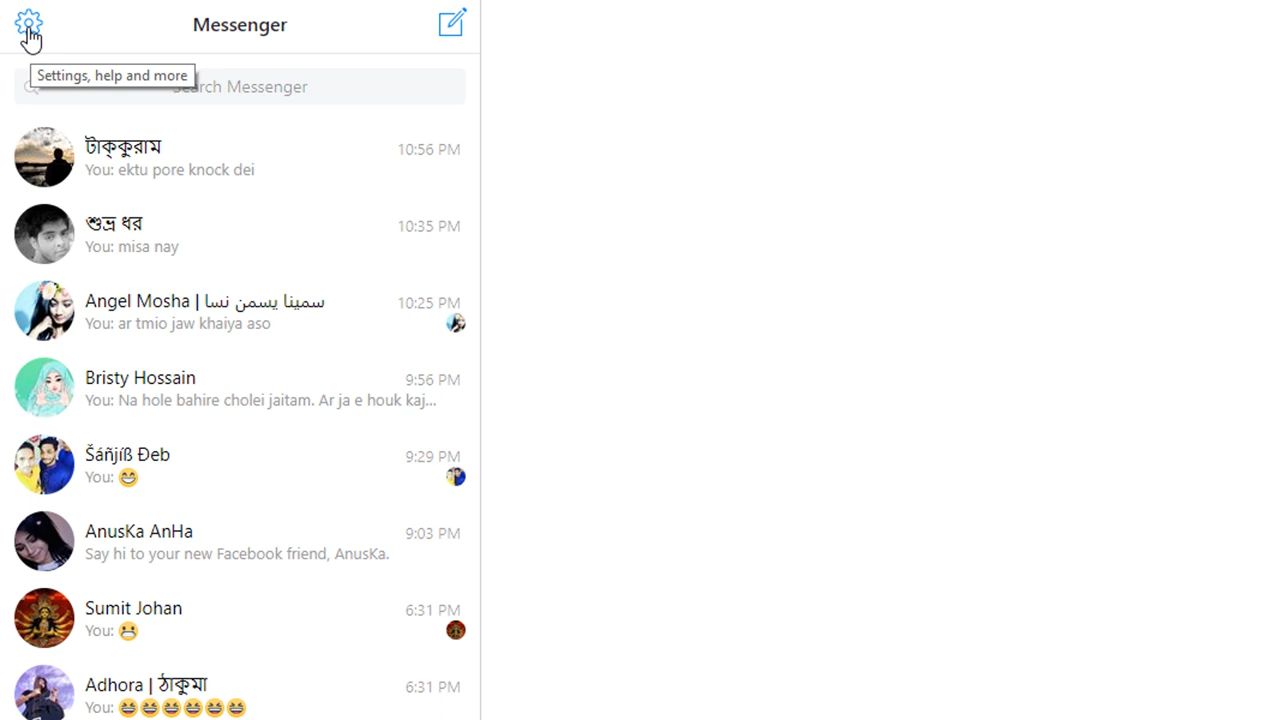 Messenger
Settings, help and more
Search Messenger
টাক্কুরাম
10:56 PM
You: ektu pore knock dei
শুভ্র ধর
10:35 PM
You: misa nay
Angel Mosha | سمينا يسمن نسا
10:25 PM
You: ar tmio jaw khaiya aso
Bristy Hossain
9:56 PM
You: Na hole bahire cholei jaitam. Ar ja e houk kaj...
Šáñjíß Đeb
9:29 PM
You: 😁
AnusKa AnHa
9:03 PM
Say hi to your new Facebook friend, AnusKa.
Sumit Johan
6:31 PM
You: 😬
Adhora | ঠাকুমা
6:31 PM
You: 😆😆😆😆😆😆